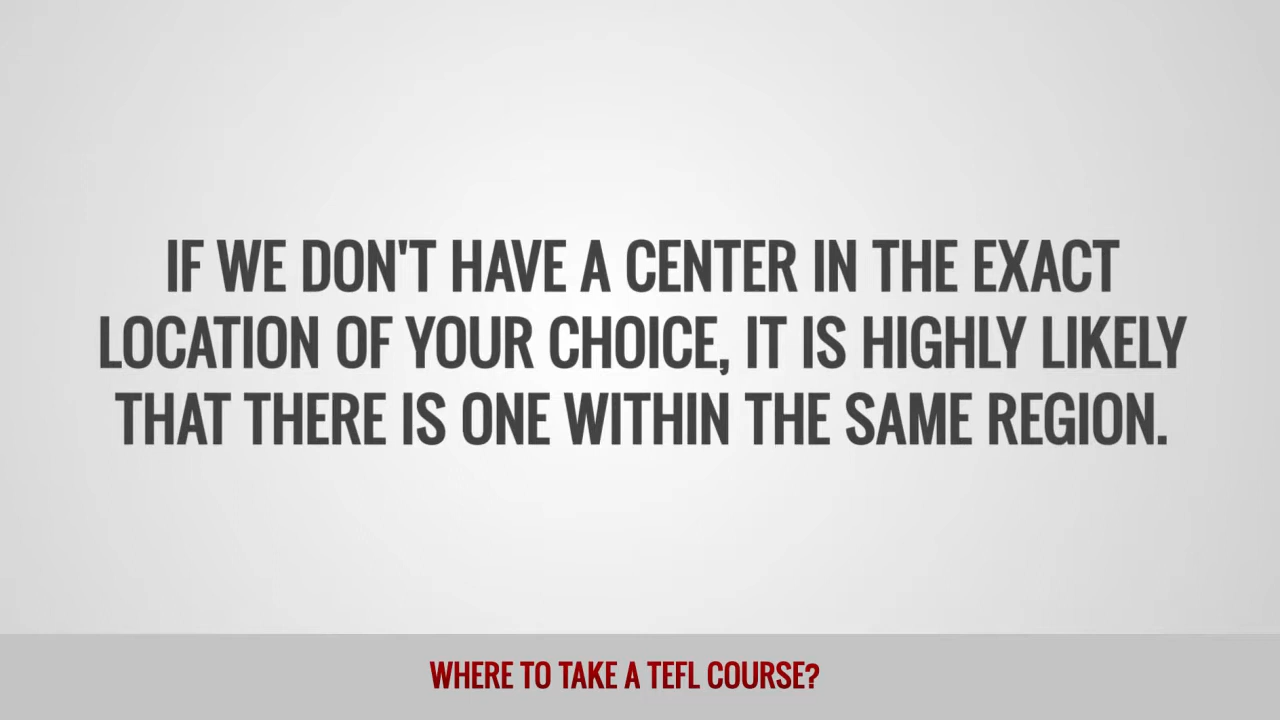 IF WE DON'T HAVE A CENTER IN THE EXACT
LOCATION OF YOUR CHOICE, IT IS HIGHLY LIKELY
THAT THERE IS ONE WITHIN THE SAME REGION.
WHERE TO TAKE A TEFL COURSE?